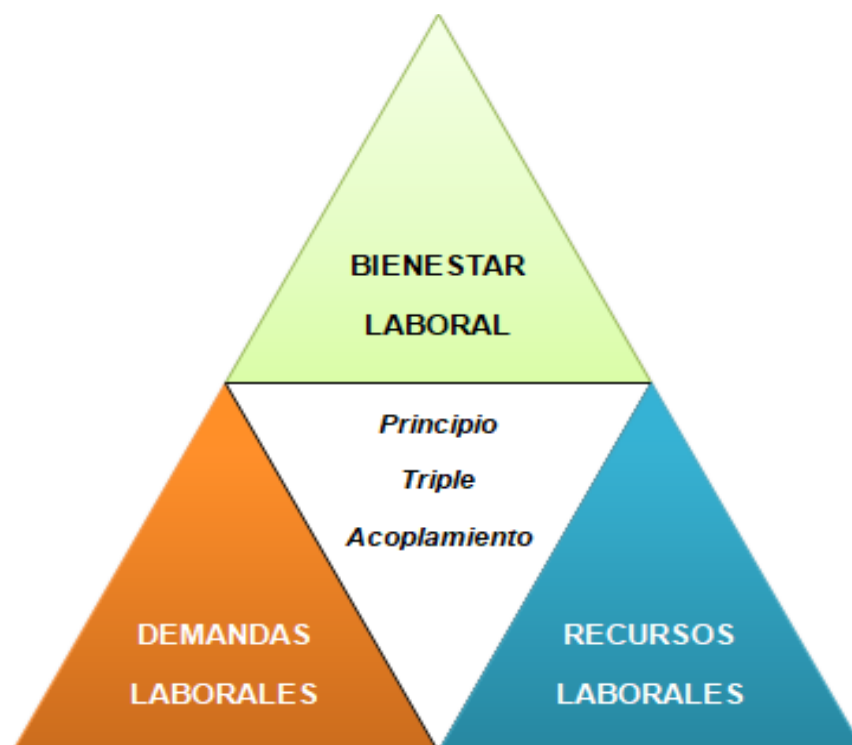 BIENESTAR
LABORAL
Principio
Triple
Acoplamiento
DEMANDAS
LABORALES
RECURSOS
LABORALES